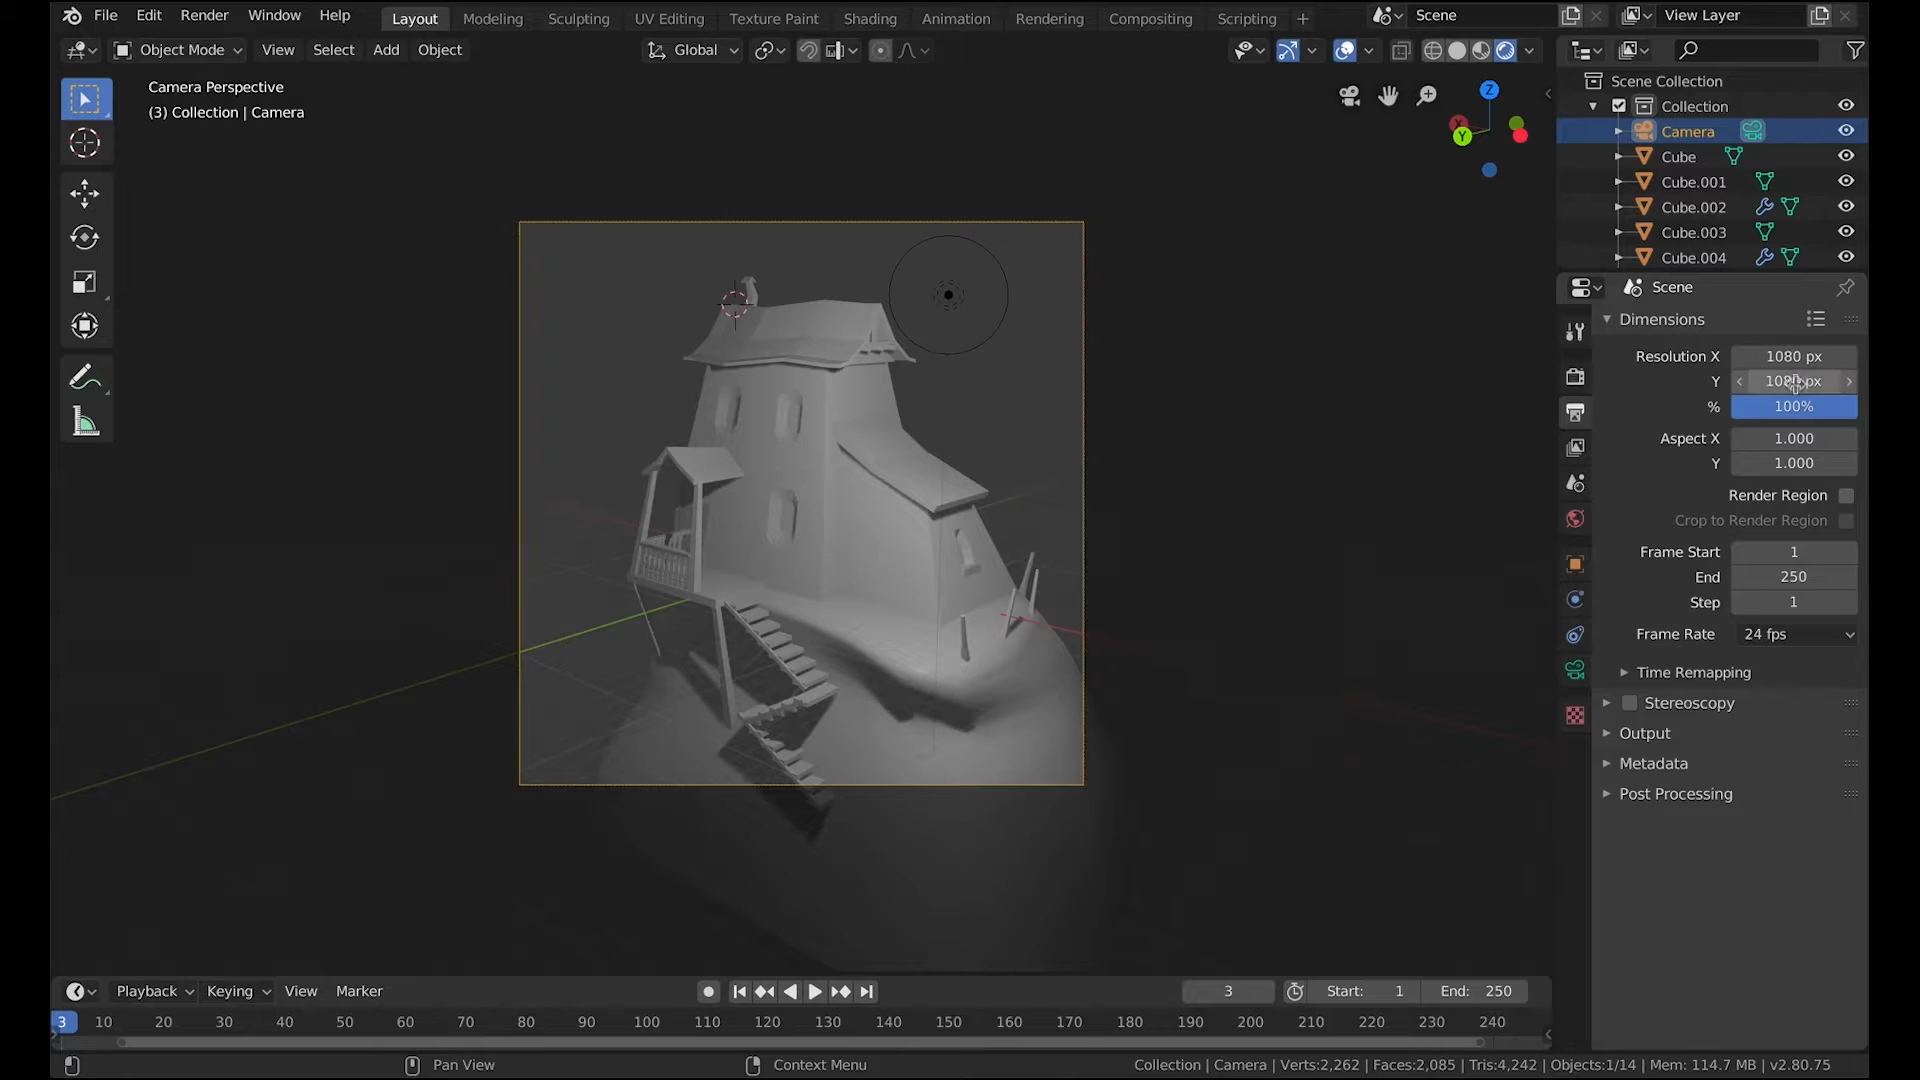 File Edit Render Window Help Layout Modeling Sculpting UV Editing Texture Paint Shading Animation Rendering Compositing Scripting + Scene View Layer
Object Mode View Select Add Object Global
Camera Perspective
(3) Collection | Camera
Z
X
Y
Scene Collection
Collection
Camera
Cube
Cube.001
Cube.002
Cube.003
Cube.004
Scene
Dimensions
Resolution X 1080 px
Y 1080 px
% 100%
Aspect X 1.000
Y 1.000
Render Region
Crop to Render Region
Frame Start 1
End 250
Step 1
Frame Rate 24 fps
Time Remapping
Stereoscopy
Output
Metadata
Post Processing
Playback Keying View Marker 3 Start: 1 End: 250
3 10 20 30 40 50 60 70 80 90 100 110 120 130 140 150 160 170 180 190 200 210 220 230 240
Pan View Context Menu Collection | Camera | Verts:2,262 | Faces:2,085 | Tris:4,242 | Objects:1/14 | Mem: 114.7 MB | v2.80.75